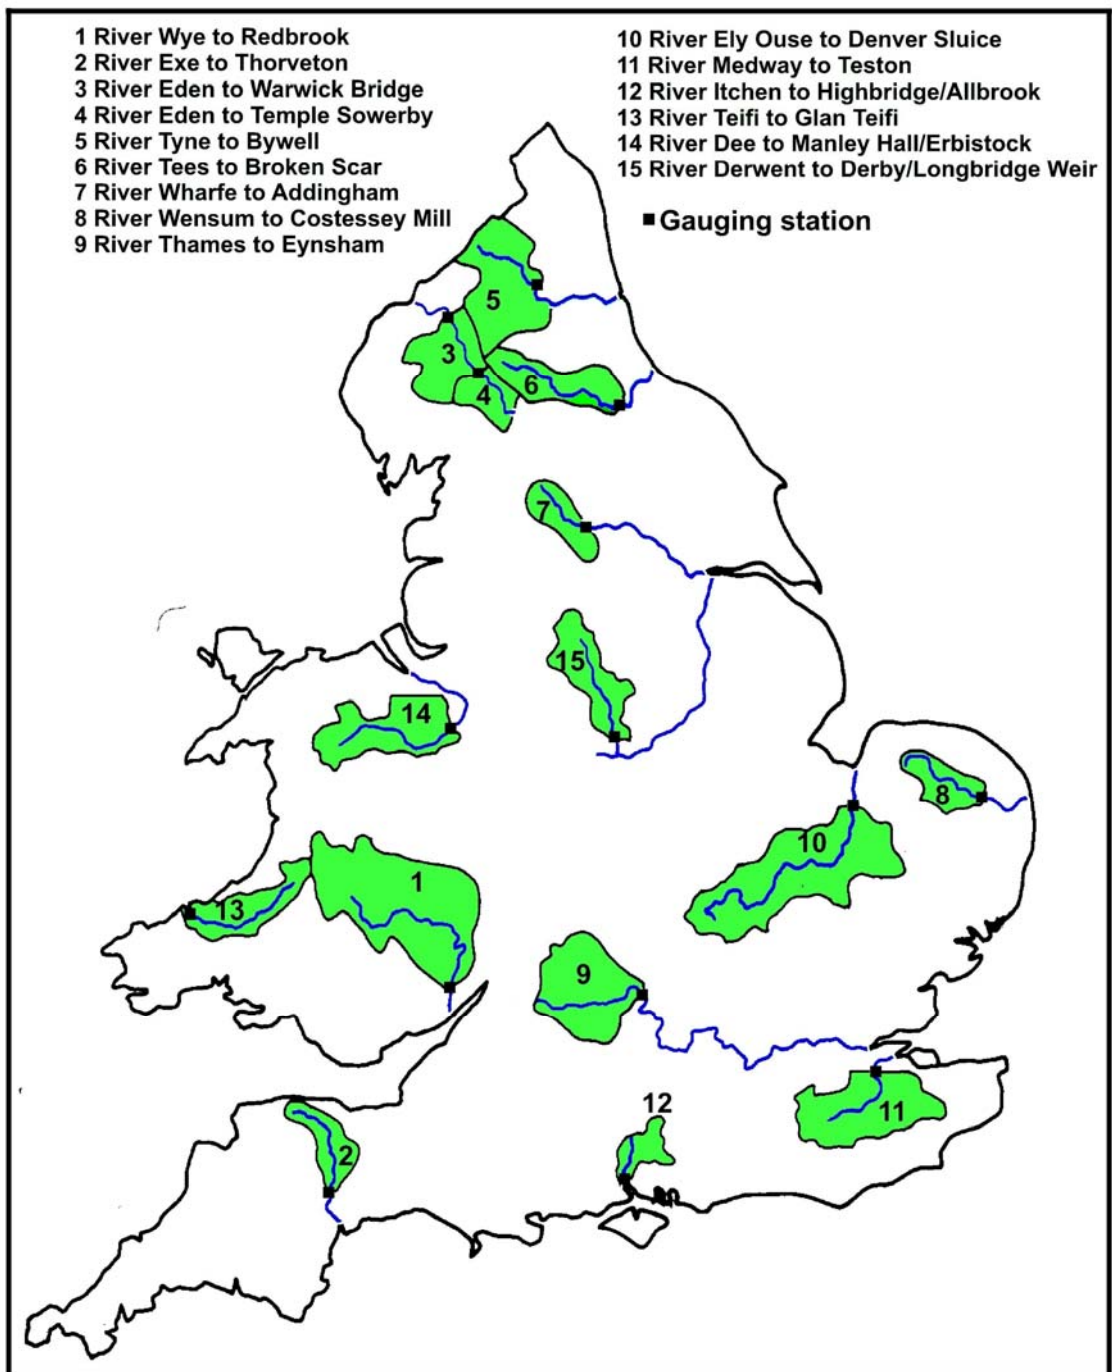 1 River Wye to Redbrook
2 River Exe to Thorveton
3 River Eden to Warwick Bridge
4 River Eden to Temple Sowerby
5 River Tyne to Bywell
6 River Tees to Broken Scar
7 River Wharfe to Addingham
8 River Wensum to Costessey Mill
9 River Thames to Eynsham
10 River Ely Ouse to Denver Sluice
11 River Medway to Teston
12 River Itchen to Highbridge/Allbrook
13 River Teifi to Glan Teifi
14 River Dee to Manley Hall/Erbistock
15 River Derwent to Derby/Longbridge Weir
Gauging station
5
3
6
4
7
15
14
8
10
1
13
9
12
11
2